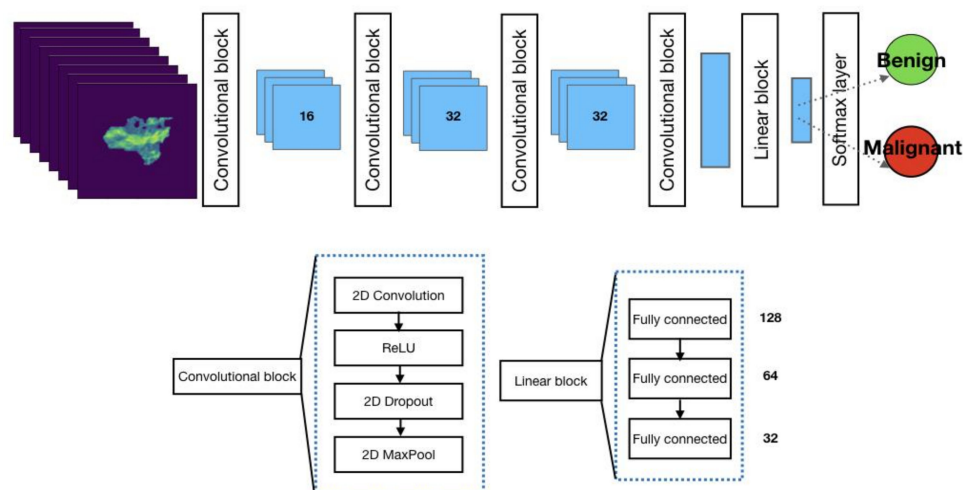 Convolutional block
16
Convolutional block
32
Convolutional block
32
Convolutional block
Linear block
Softmax layer
Benign
Malignant
Convolutional block
2D Convolution
ReLU
2D Dropout
2D MaxPool
Linear block
Fully connected
128
Fully connected
64
Fully connected
32